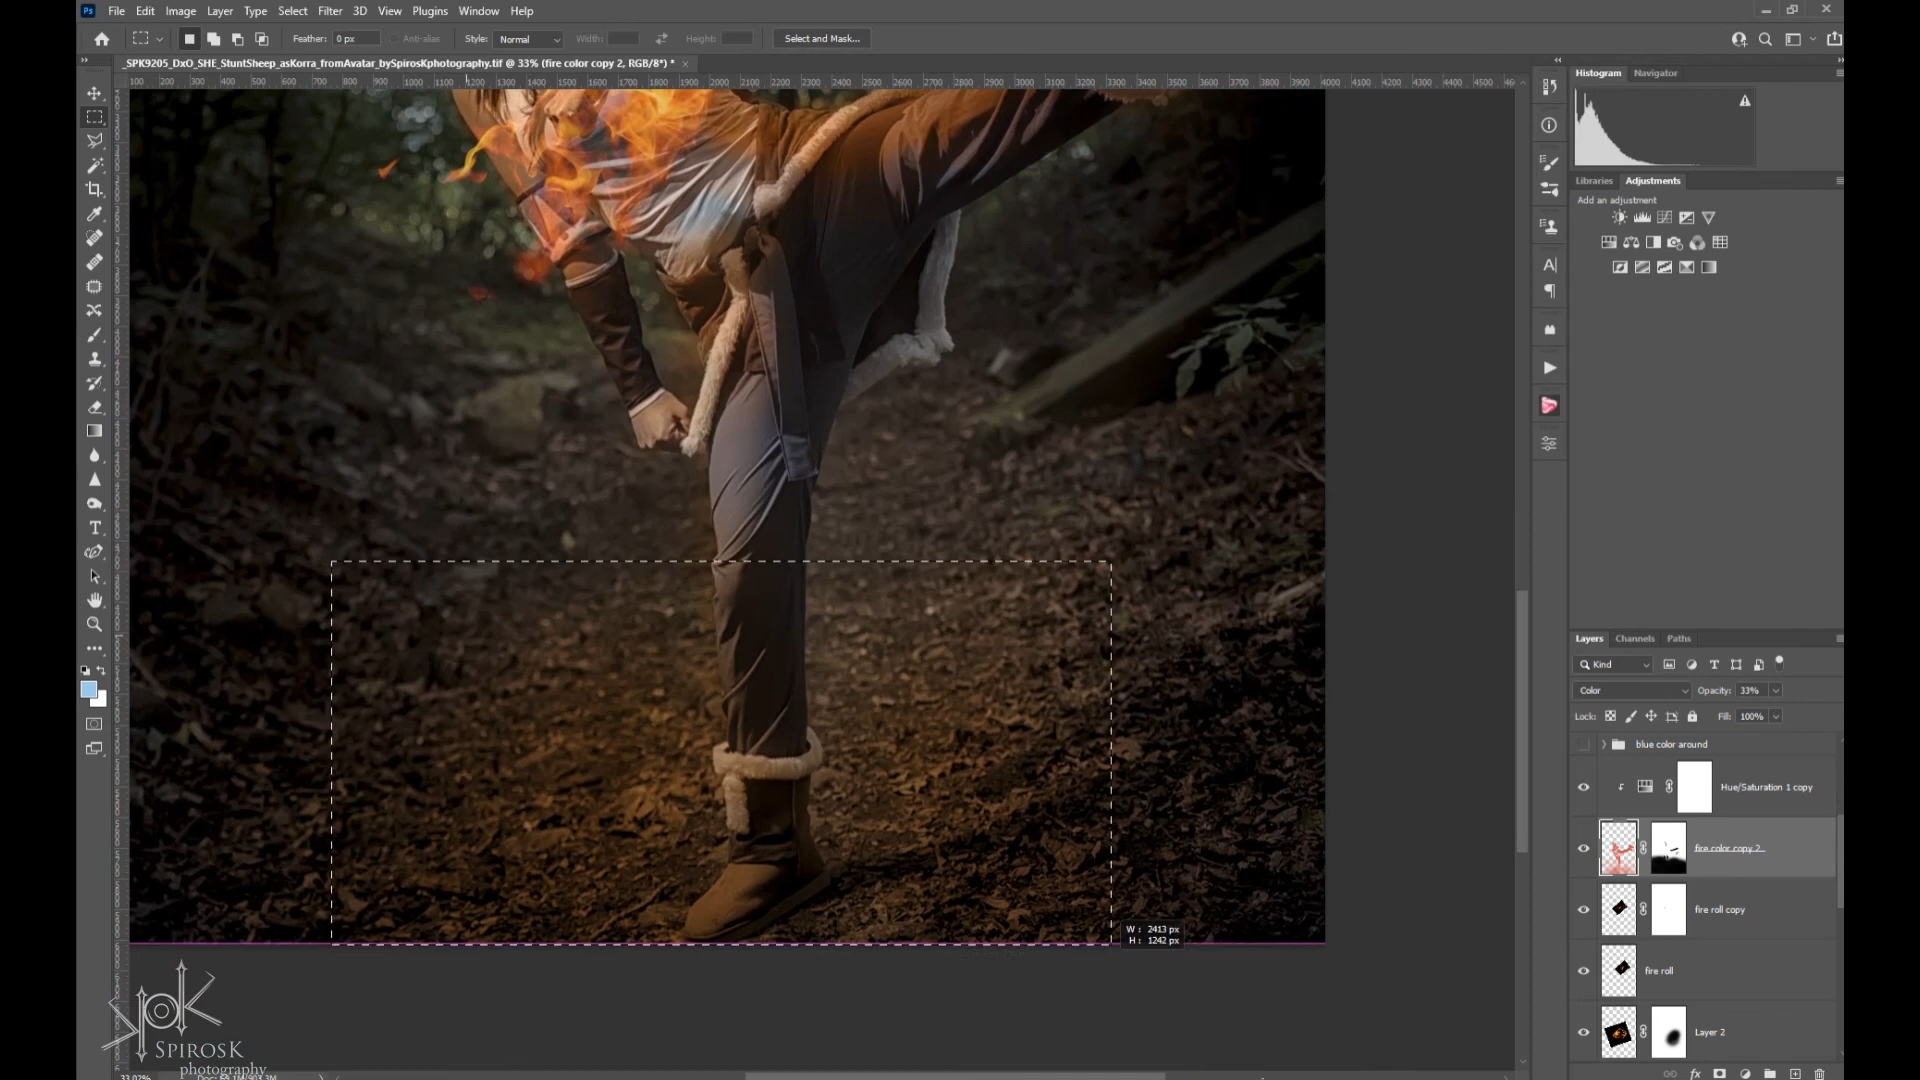 File Edit Image Layer Type Select Filter 3D View Plugins Window Help
Feather: 0 px Anti-alias Style: Normal Width: Height: Select and Mask...
_SPK9205_DxO_SHE_StuntSheep_asKorra_fromAvatar_bySpirosKphotography.tif @ 33% (fire color copy 2, RGB/8*) *
Histogram Navigator
Libraries Adjustments
Add an adjustment
Layers Channels Paths
Kind
Color Opacity: 33%
Lock: Fill: 100%
blue color around
Hue/Saturation 1 copy
fire color copy 2
fire roll copy
fire roll
Layer 2
W: 2413 px
H: 1242 px
SPK
SPIROSK
photography
33.02%